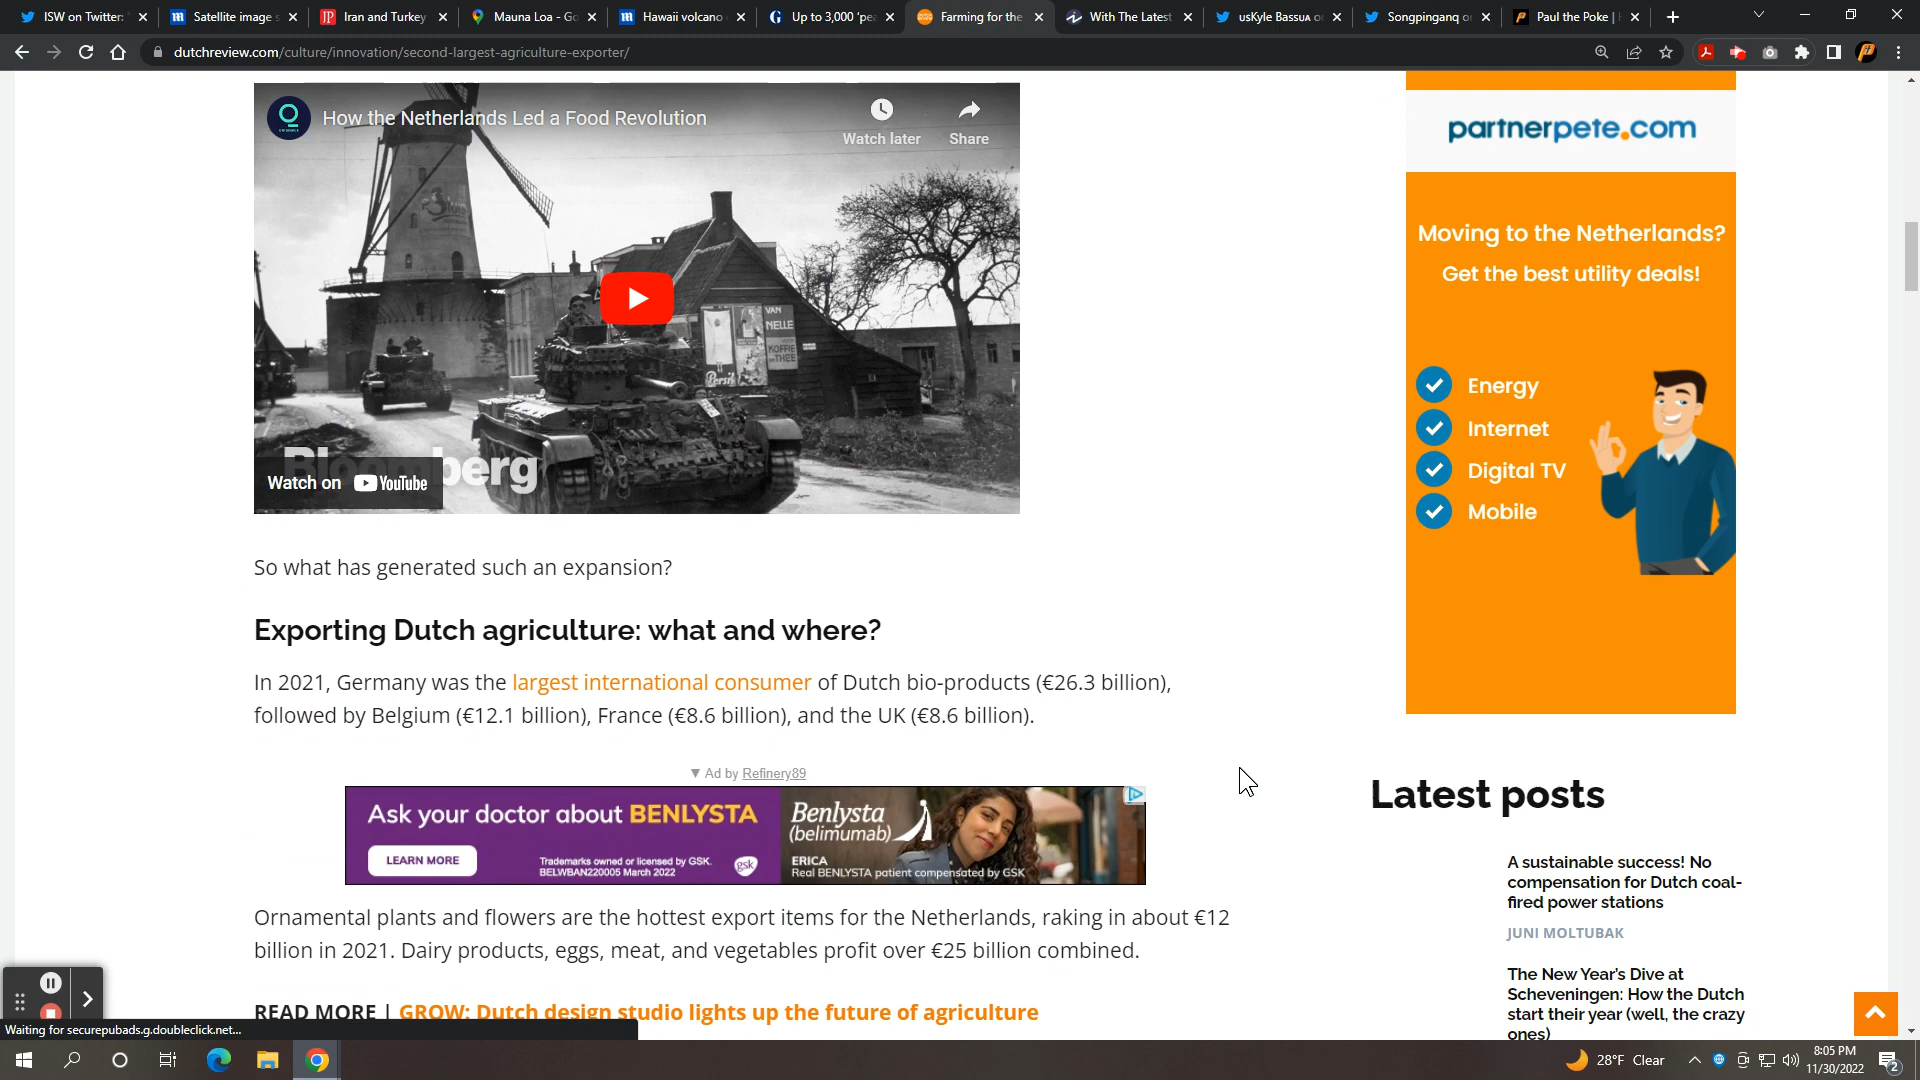 ISW on Twitter:
Satellite image s
Iran and Turkey
Mauna Loa - Go
Hawaii volcano
Up to 3,000 'pea
Farming for the
With The Latest
usKyle Bassua o
Songpinganq o
Paul the Poke |
dutchreview.com/culture/innovation/second-largest-agriculture-exporter/
How the Netherlands Led a Food Revolution
Watch later
Share
VAN
NELLE
KOFFIE
EN THEE
Persil
Bloomberg
Watch on YouTube
So what has generated such an expansion?
Exporting Dutch agriculture: what and where?
In 2021, Germany was the largest international consumer of Dutch bio-products (€26.3 billion),
followed by Belgium (€12.1 billion), France (€8.6 billion), and the UK (€8.6 billion).
▼ Ad by Refinery89
Ask your doctor about BENLYSTA
LEARN MORE
Trademarks owned or licensed by GSK.
BELWBAN220005 March 2022
gsk
Benlysta
(belimumab)
ERICA
Real BENLYSTA patient compensated by GSK
Ornamental plants and flowers are the hottest export items for the Netherlands, raking in about €12
billion in 2021. Dairy products, eggs, meat, and vegetables profit over €25 billion combined.
READ MORE | GROW: Dutch design studio lights up the future of agriculture
partnerpete.com
Moving to the Netherlands?
Get the best utility deals!
Energy
Internet
Digital TV
Mobile
Latest posts
A sustainable success! No
compensation for Dutch coal-
fired power stations
JUNI MOLTUBAK
The New Year's Dive at
Scheveningen: How the Dutch
start their year (well, the crazy
ones)
Waiting for securepubads.g.doubleclick.net...
28°F Clear
8:05 PM
11/30/2022
2